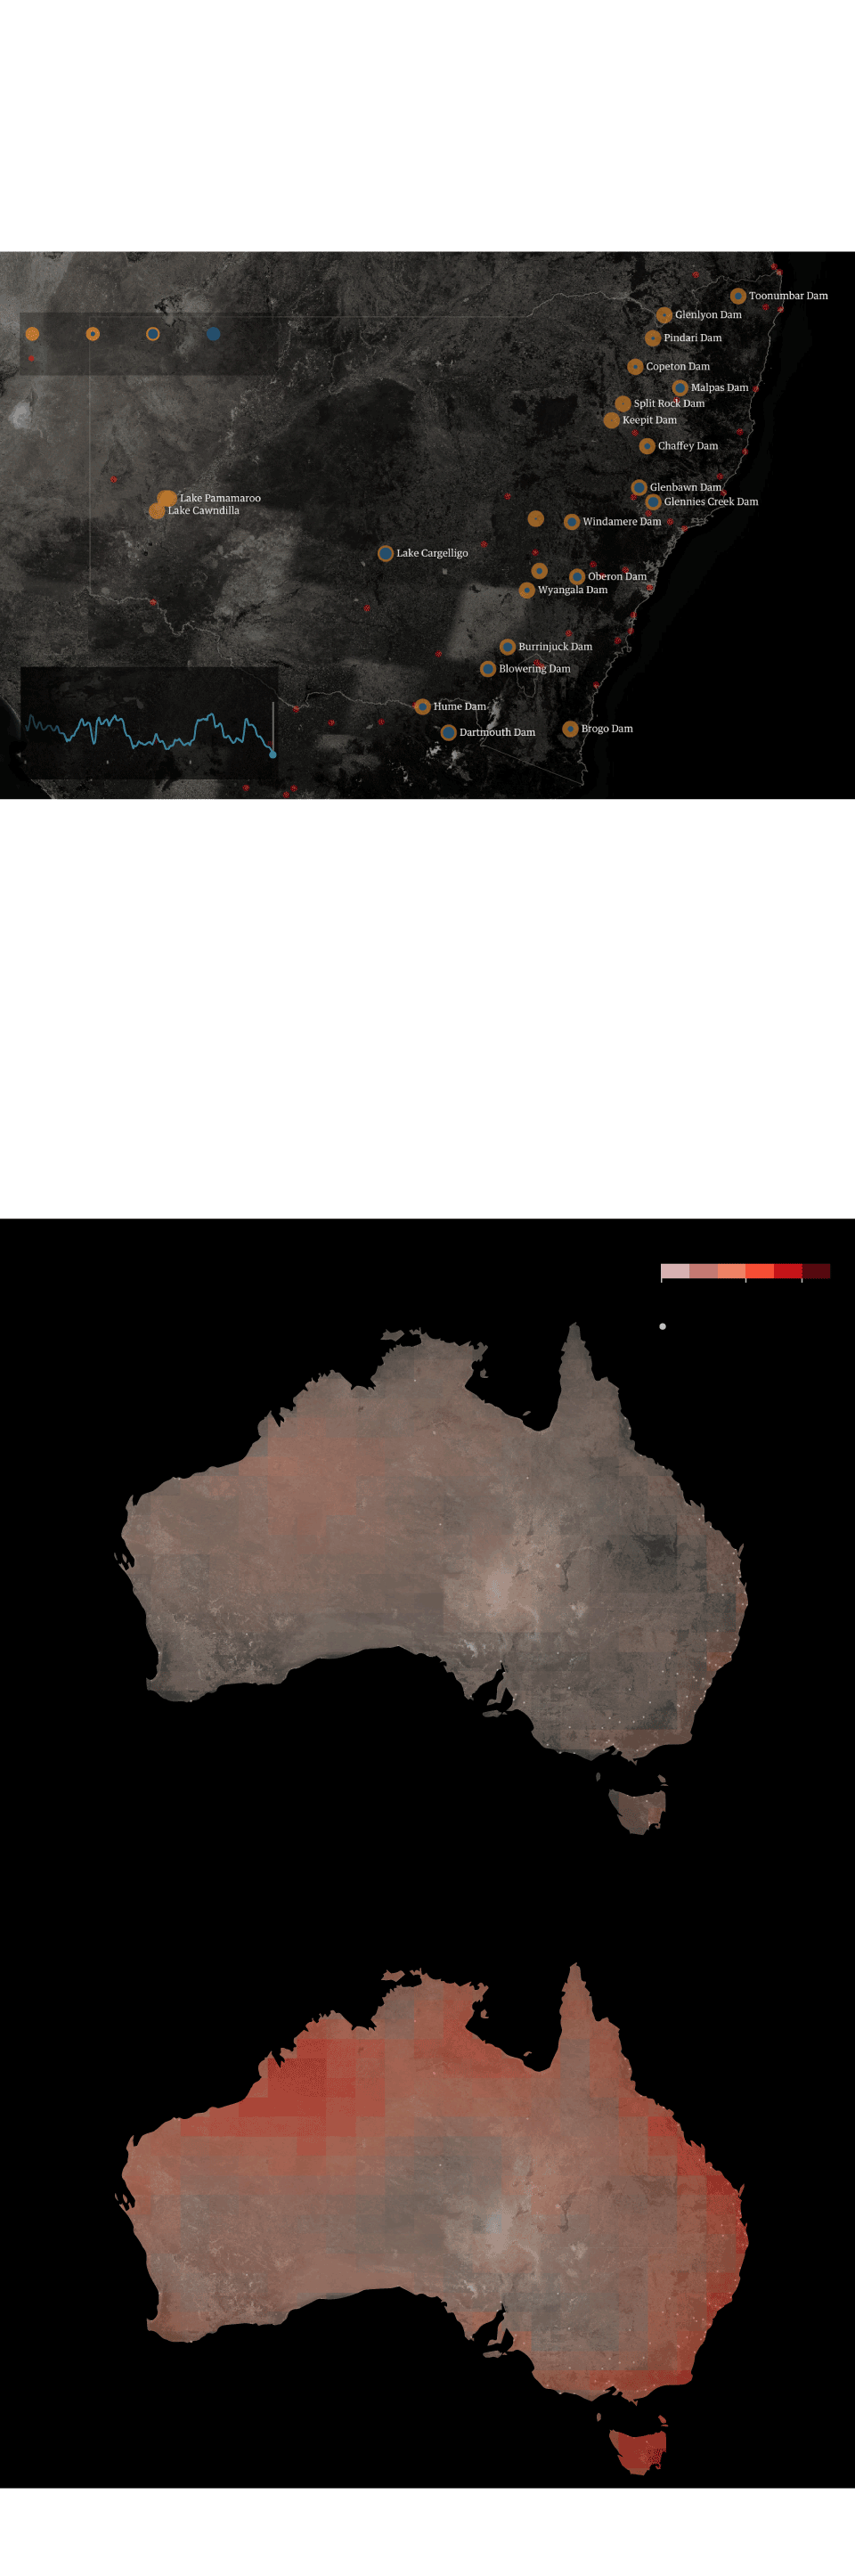 Toonumbar Dam
Glenlyon Dam
Pindari Dam
Copeton Dam
Malpas Dam
Split Rock Dam
Keepit Dam
Chaffey Dam
Glenbawn Dam
Lake Pamamaroo
Glennies Creek Dam
Lake Cawndilla
Windamere Dam
Lake Cargelligo
Oberon Dam
Wyangala Dam
Burrinjuck Dam
Blowering Dam
Hume Dam
Brogo Dam
Dartmouth Dam